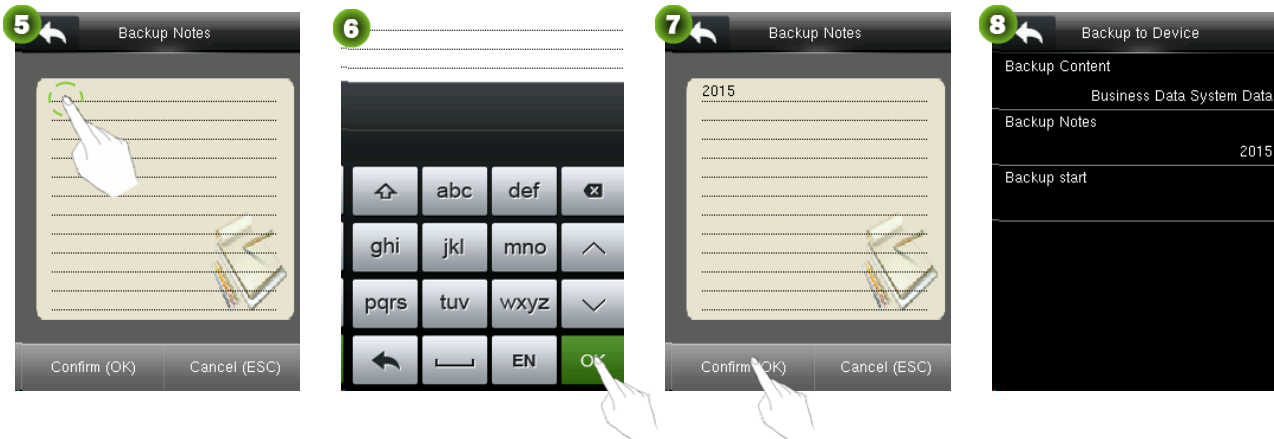 5
Backup Notes
Confirm (OK)
Cancel (ESC)
6
abc
def
ghi
jkl
mno
pqrs
tuv
wxyz
EN
OK
7
Backup Notes
2015
Confirm (OK)
Cancel (ESC)
8
Backup to Device
Backup Content
Business Data System Data
Backup Notes
2015
Backup start